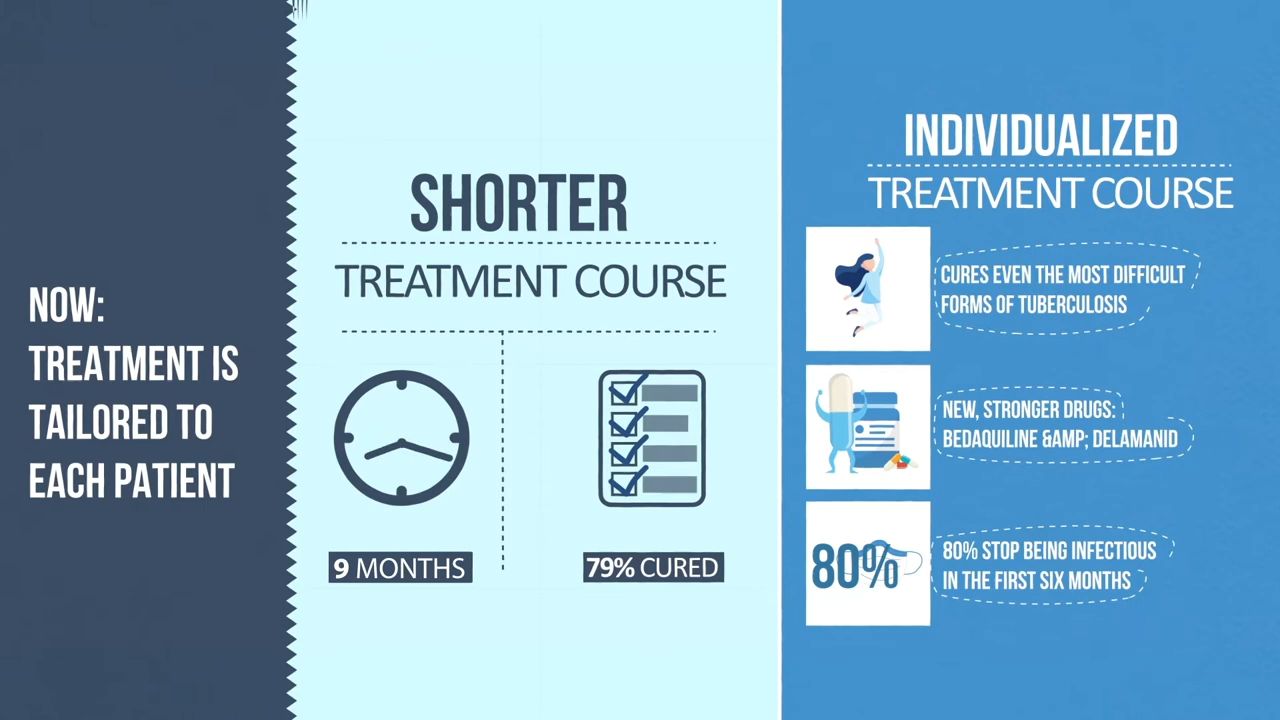 NOW:
TREATMENT IS
TAILORED TO
EACH PATIENT
SHORTER
TREATMENT COURSE
9 MONTHS
79% CURED
INDIVIDUALIZED
TREATMENT COURSE
CURES EVEN THE MOST DIFFICULT
FORMS OF TUBERCULOSIS
NEW, STRONGER DRUGS:
BEDAQUILINE &AMP; DELAMANID
80%
80% STOP BEING INFECTIOUS
IN THE FIRST SIX MONTHS